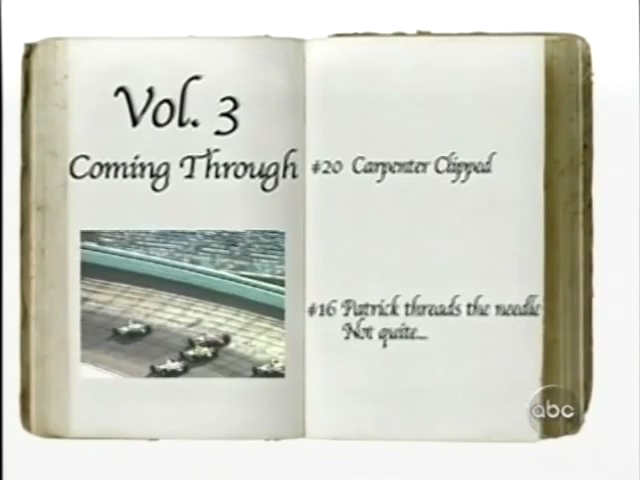 Vol. 3
Coming Through
#20 Carpenter Clipped
#16 Patrick threads the needle
Not quite...
abc